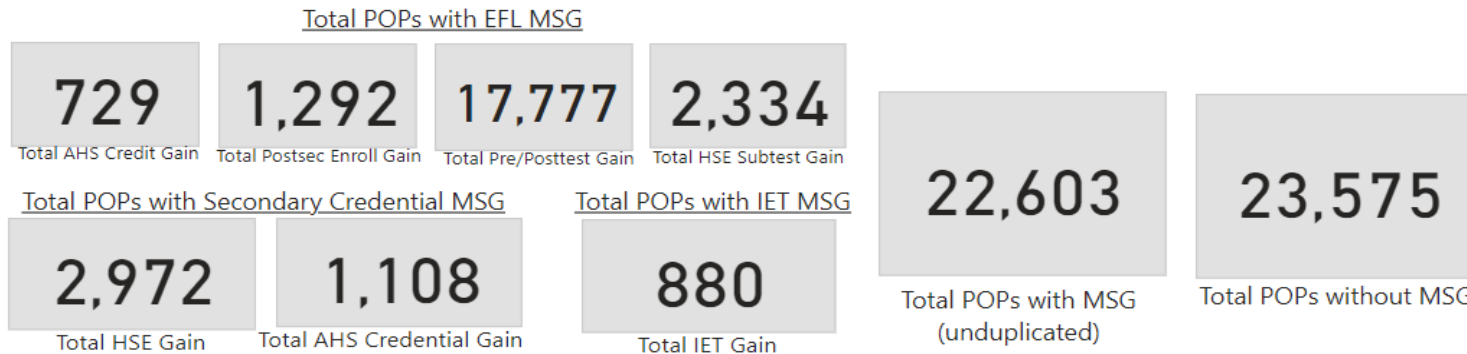 Total POPs with EFL MSG
729
Total AHS Credit Gain
1,292
Total Postsec Enroll Gain
17,777
Total Pre/Posttest Gain
2,334
Total HSE Subtest Gain
Total POPs with Secondary Credential MSG
2,972
Total HSE Gain
1,108
Total AHS Credential Gain
Total POPs with IET MSG
880
Total IET Gain
22,603
Total POPs with MSG
(unduplicated)
23,575
Total POPs without MSG